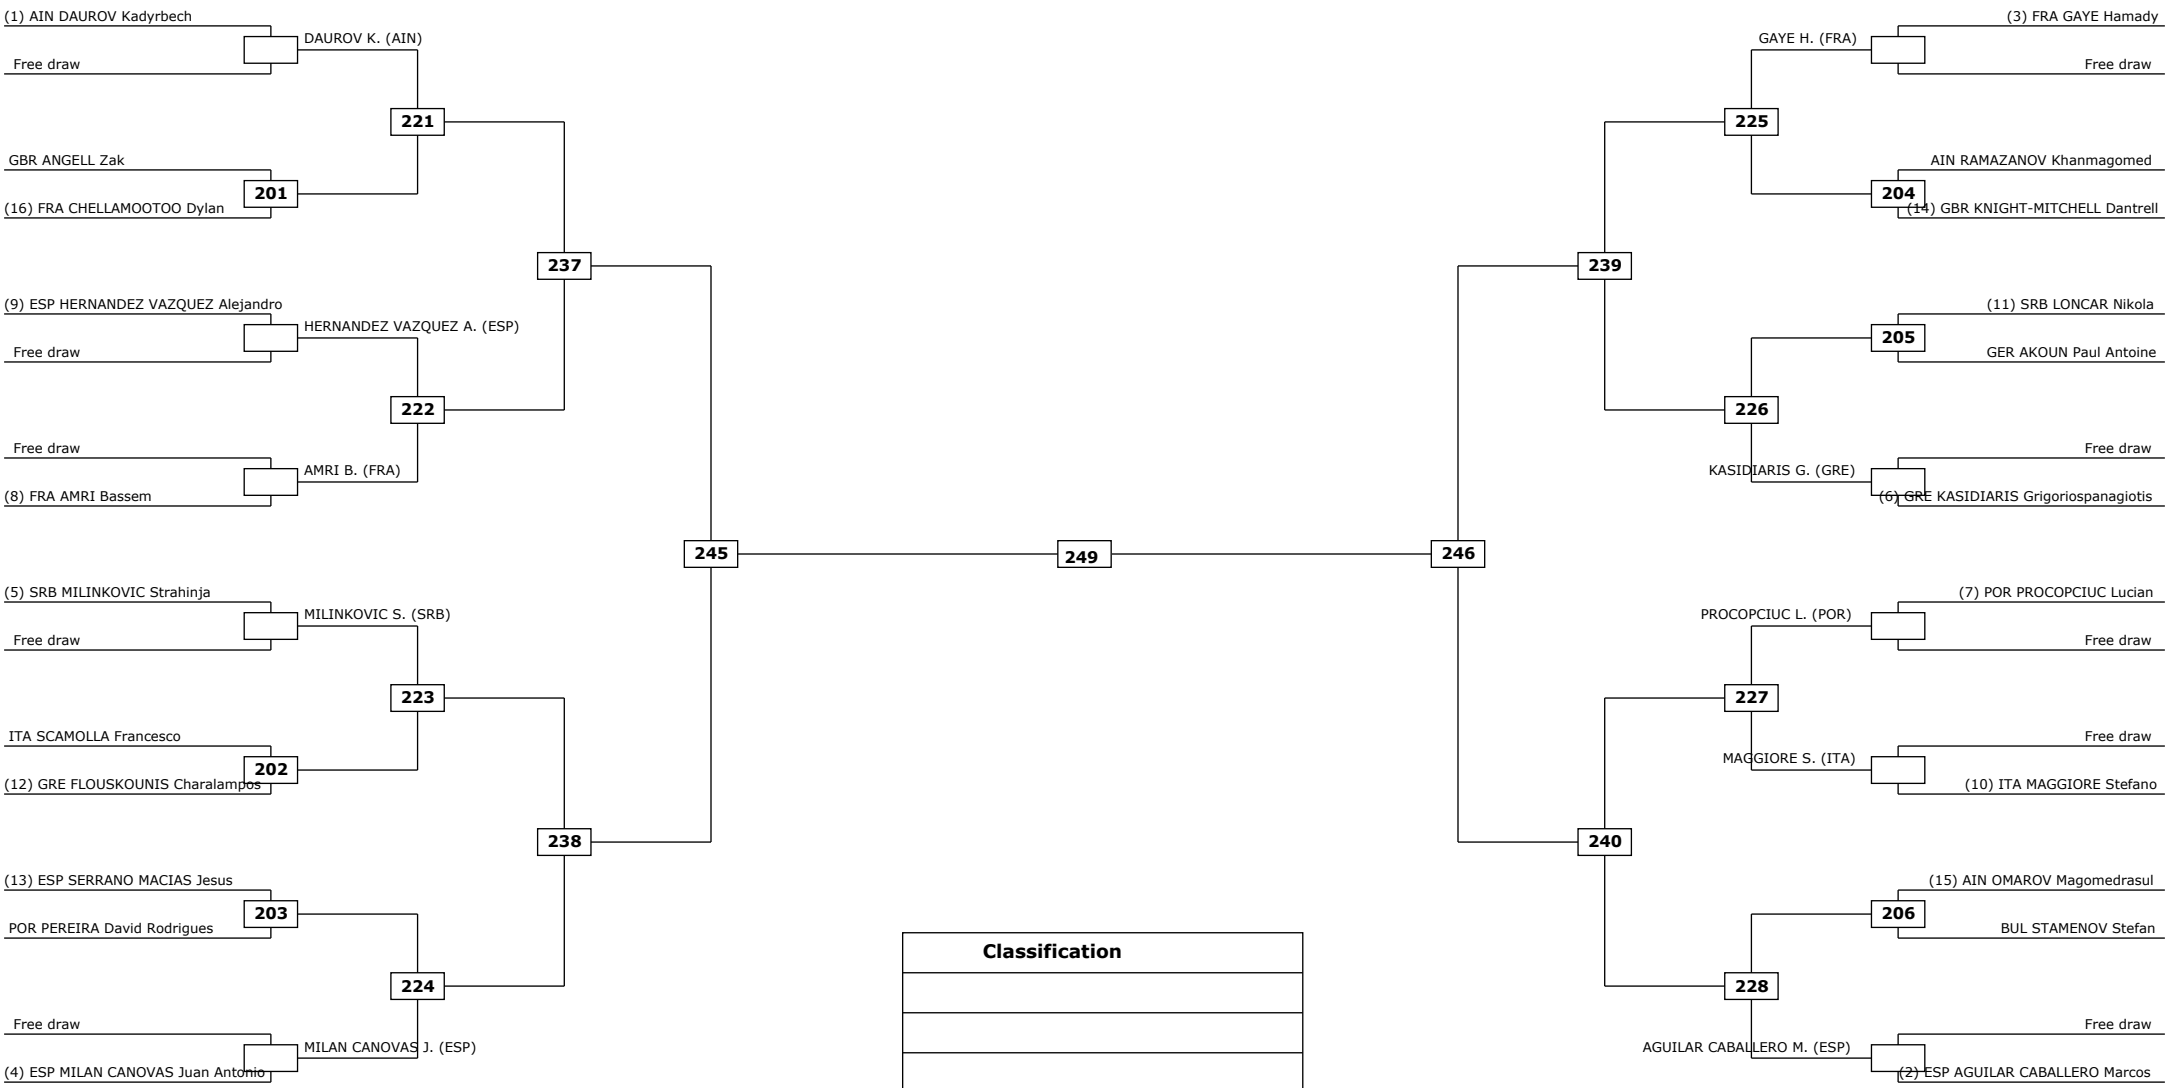 (1) AIN DAUROV Kadyrbech
DAUROV K. (AIN)
Free draw
221
GBR ANGELL Zak
201
(16) FRA CHELLAMOOTOO Dylan
237
(9) ESP HERNANDEZ VAZQUEZ Alejandro
HERNANDEZ VAZQUEZ A. (ESP)
Free draw
222
Free draw
AMRI B. (FRA)
(8) FRA AMRI Bassem
245
(5) SRB MILINKOVIC Strahinja
MILINKOVIC S. (SRB)
Free draw
223
ITA SCAMOLLA Francesco
202
(12) GRE FLOUSKOUNIS Charalampos
238
(13) ESP SERRANO MACIAS Jesus
203
POR PEREIRA David Rodrigues
224
Free draw
MILAN CANOVAS J. (ESP)
(4) ESP MILAN CANOVAS Juan Antonio
249
(3) FRA GAYE Hamady
GAYE H. (FRA)
Free draw
225
AIN RAMAZANOV Khanmagomed
204
(14) GBR KNIGHT-MITCHELL Dantrell
239
(11) SRB LONCAR Nikola
205
GER AKOUN Paul Antoine
226
Free draw
KASIDIARIS G. (GRE)
(6) GRE KASIDIARIS Grigoriospanagiotis
246
(7) POR PROCOPCIUC Lucian
PROCOPCIUC L. (POR)
Free draw
227
Free draw
MAGGIORE S. (ITA)
(10) ITA MAGGIORE Stefano
240
(15) AIN OMAROV Magomedrasul
206
BUL STAMENOV Stefan
228
Free draw
AGUILAR CABALLERO M. (ESP)
(2) ESP AGUILAR CABALLERO Marcos
Classification